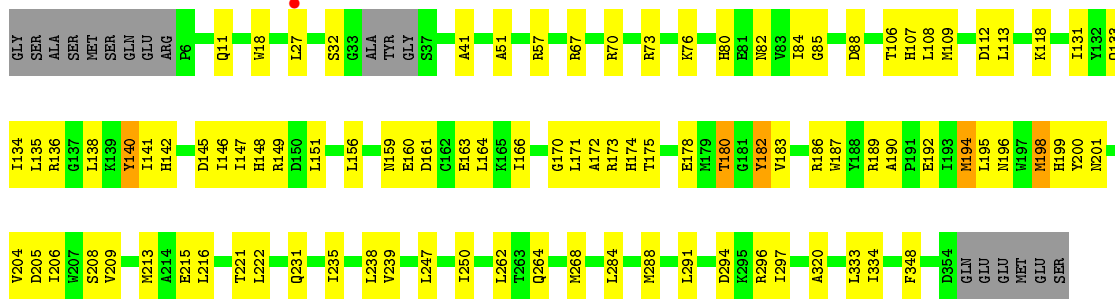 GLY SER ALA SER MET SER GLN GLU ARG P6 Q11 W18 L27 S32 G33 ALA TYR GLY S37 A41 A51 R57 R67 R70 R73 K76 H80 E81 N82 V83 I84 G85 D88 T106 H107 L108 M109 D112 L113 K118 I131 Y132
I134 L135 R136 G137 L138 K139 Y140 I141 H142 D145 I146 I147 H148 R149 D150 L151 L156 N159 E160 D161 C162 E163 L164 K165 I166 G170 L171 A172 R173 H174 T175 E178 M179 T180 G181 Y182 V183 R186 W187 Y188 R189 A190 P191 E192 I193 M194 L195 N196 W197 M198 H199 Y200 N201
V204 D205 I206 W207 S208 V209 M213 A214 E215 L216 T221 L222 Q231 I235 L238 V239 L247 I250 L262 T263 Q264 M268 L284 M288 L291 D294 K295 R296 I297 A320 L333 I334 F348 D354 GLN GLU GLU MET GLU SER